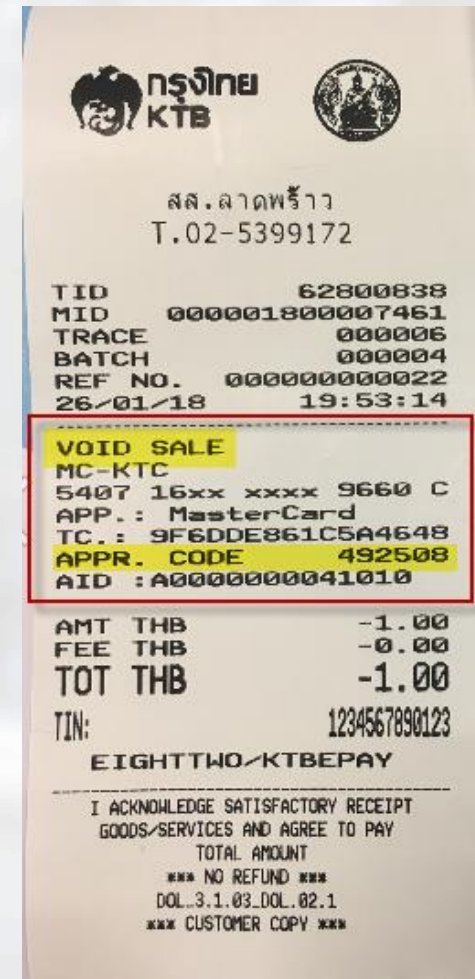 กรุงไทย
KTB
สส.ลาดพร้าว
T.02-5399172
TID 62800838
MID 000001800007461
TRACE 000006
BATCH 000004
REF NO. 000000000022
26/01/18 19:53:14
VOID SALE
MC-KTC
5407 16xx xxxx 9660 C
APP.: MasterCard
TC.: 9F6DDE861C5A4648
APPR. CODE 492508
AID :A0000000041010
AMT THB -1.00
FEE THB -0.00
TOT THB -1.00
TIN: 1234567890123
EIGHTTWO/KTBEPAY
I ACKNOWLEDGE SATISFACTORY RECEIPT
GOODS/SERVICES AND AGREE TO PAY
TOTAL AMOUNT
*** NO REFUND ***
DOL_3.1.03_DOL.02.1
*** CUSTOMER COPY ***